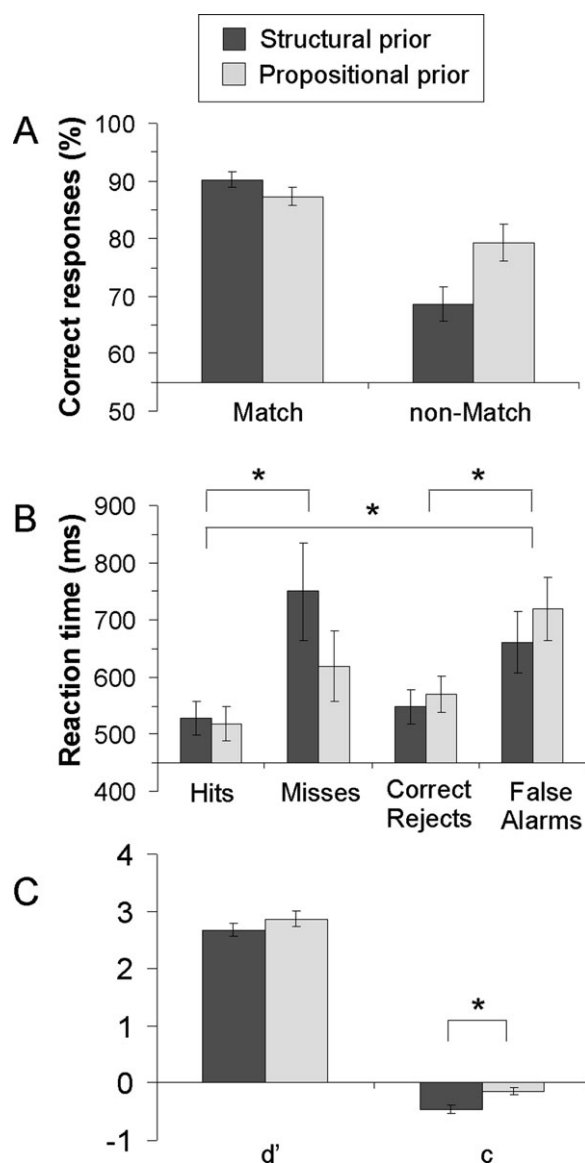 Structural prior
Propositional prior
A
Correct responses (%)
100
90
80
70
60
50
Match
non-Match
B
Reaction time (ms)
900
800
700
600
500
400
*
*
*
Hits
Misses
Correct
Rejects
False
Alarms
C
4
3
2
1
0
-1
*
d’
c